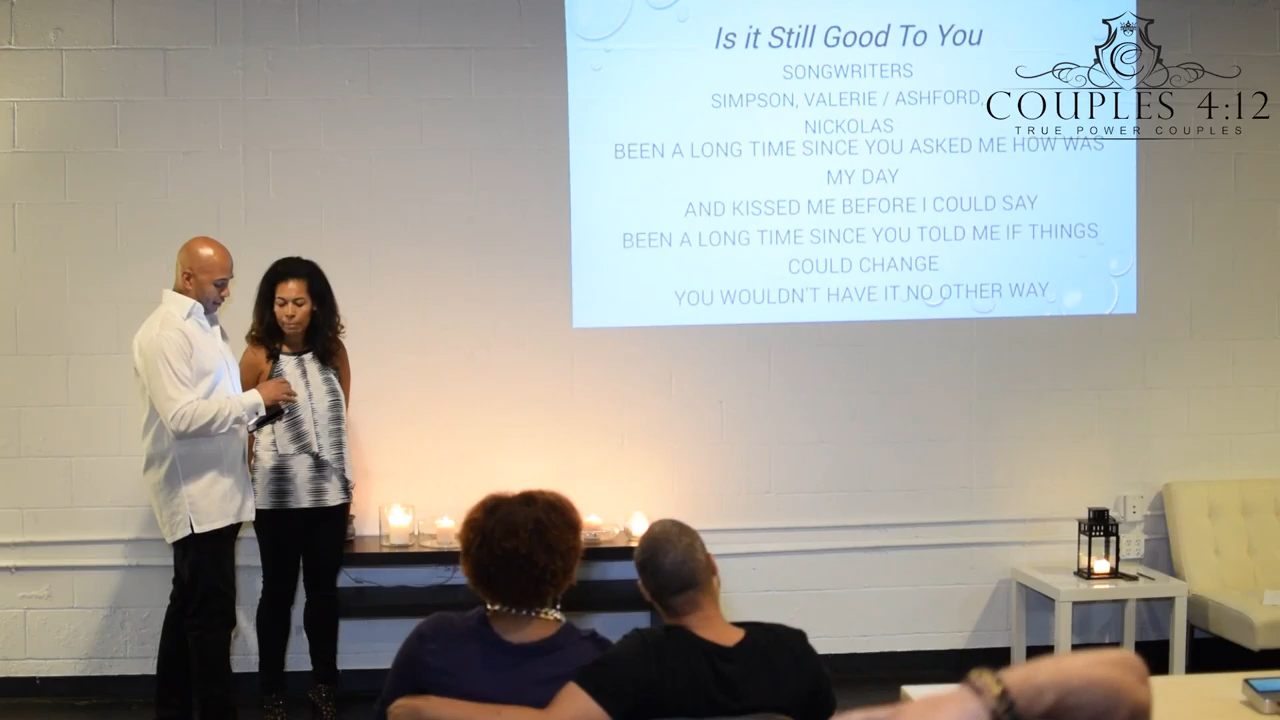 Is it Still Good To You
SONGWRITERS
SIMPSON, VALERIE / ASHFORD,
NICKOLAS
BEEN A LONG TIME SINCE YOU ASKED ME HOW WAS
MY DAY
AND KISSED ME BEFORE I COULD SAY
BEEN A LONG TIME SINCE YOU TOLD ME IF THINGS
COULD CHANGE
YOU WOULDN'T HAVE IT NO OTHER WAY
C
COUPLES 4:12
TRUE POWER COUPLES